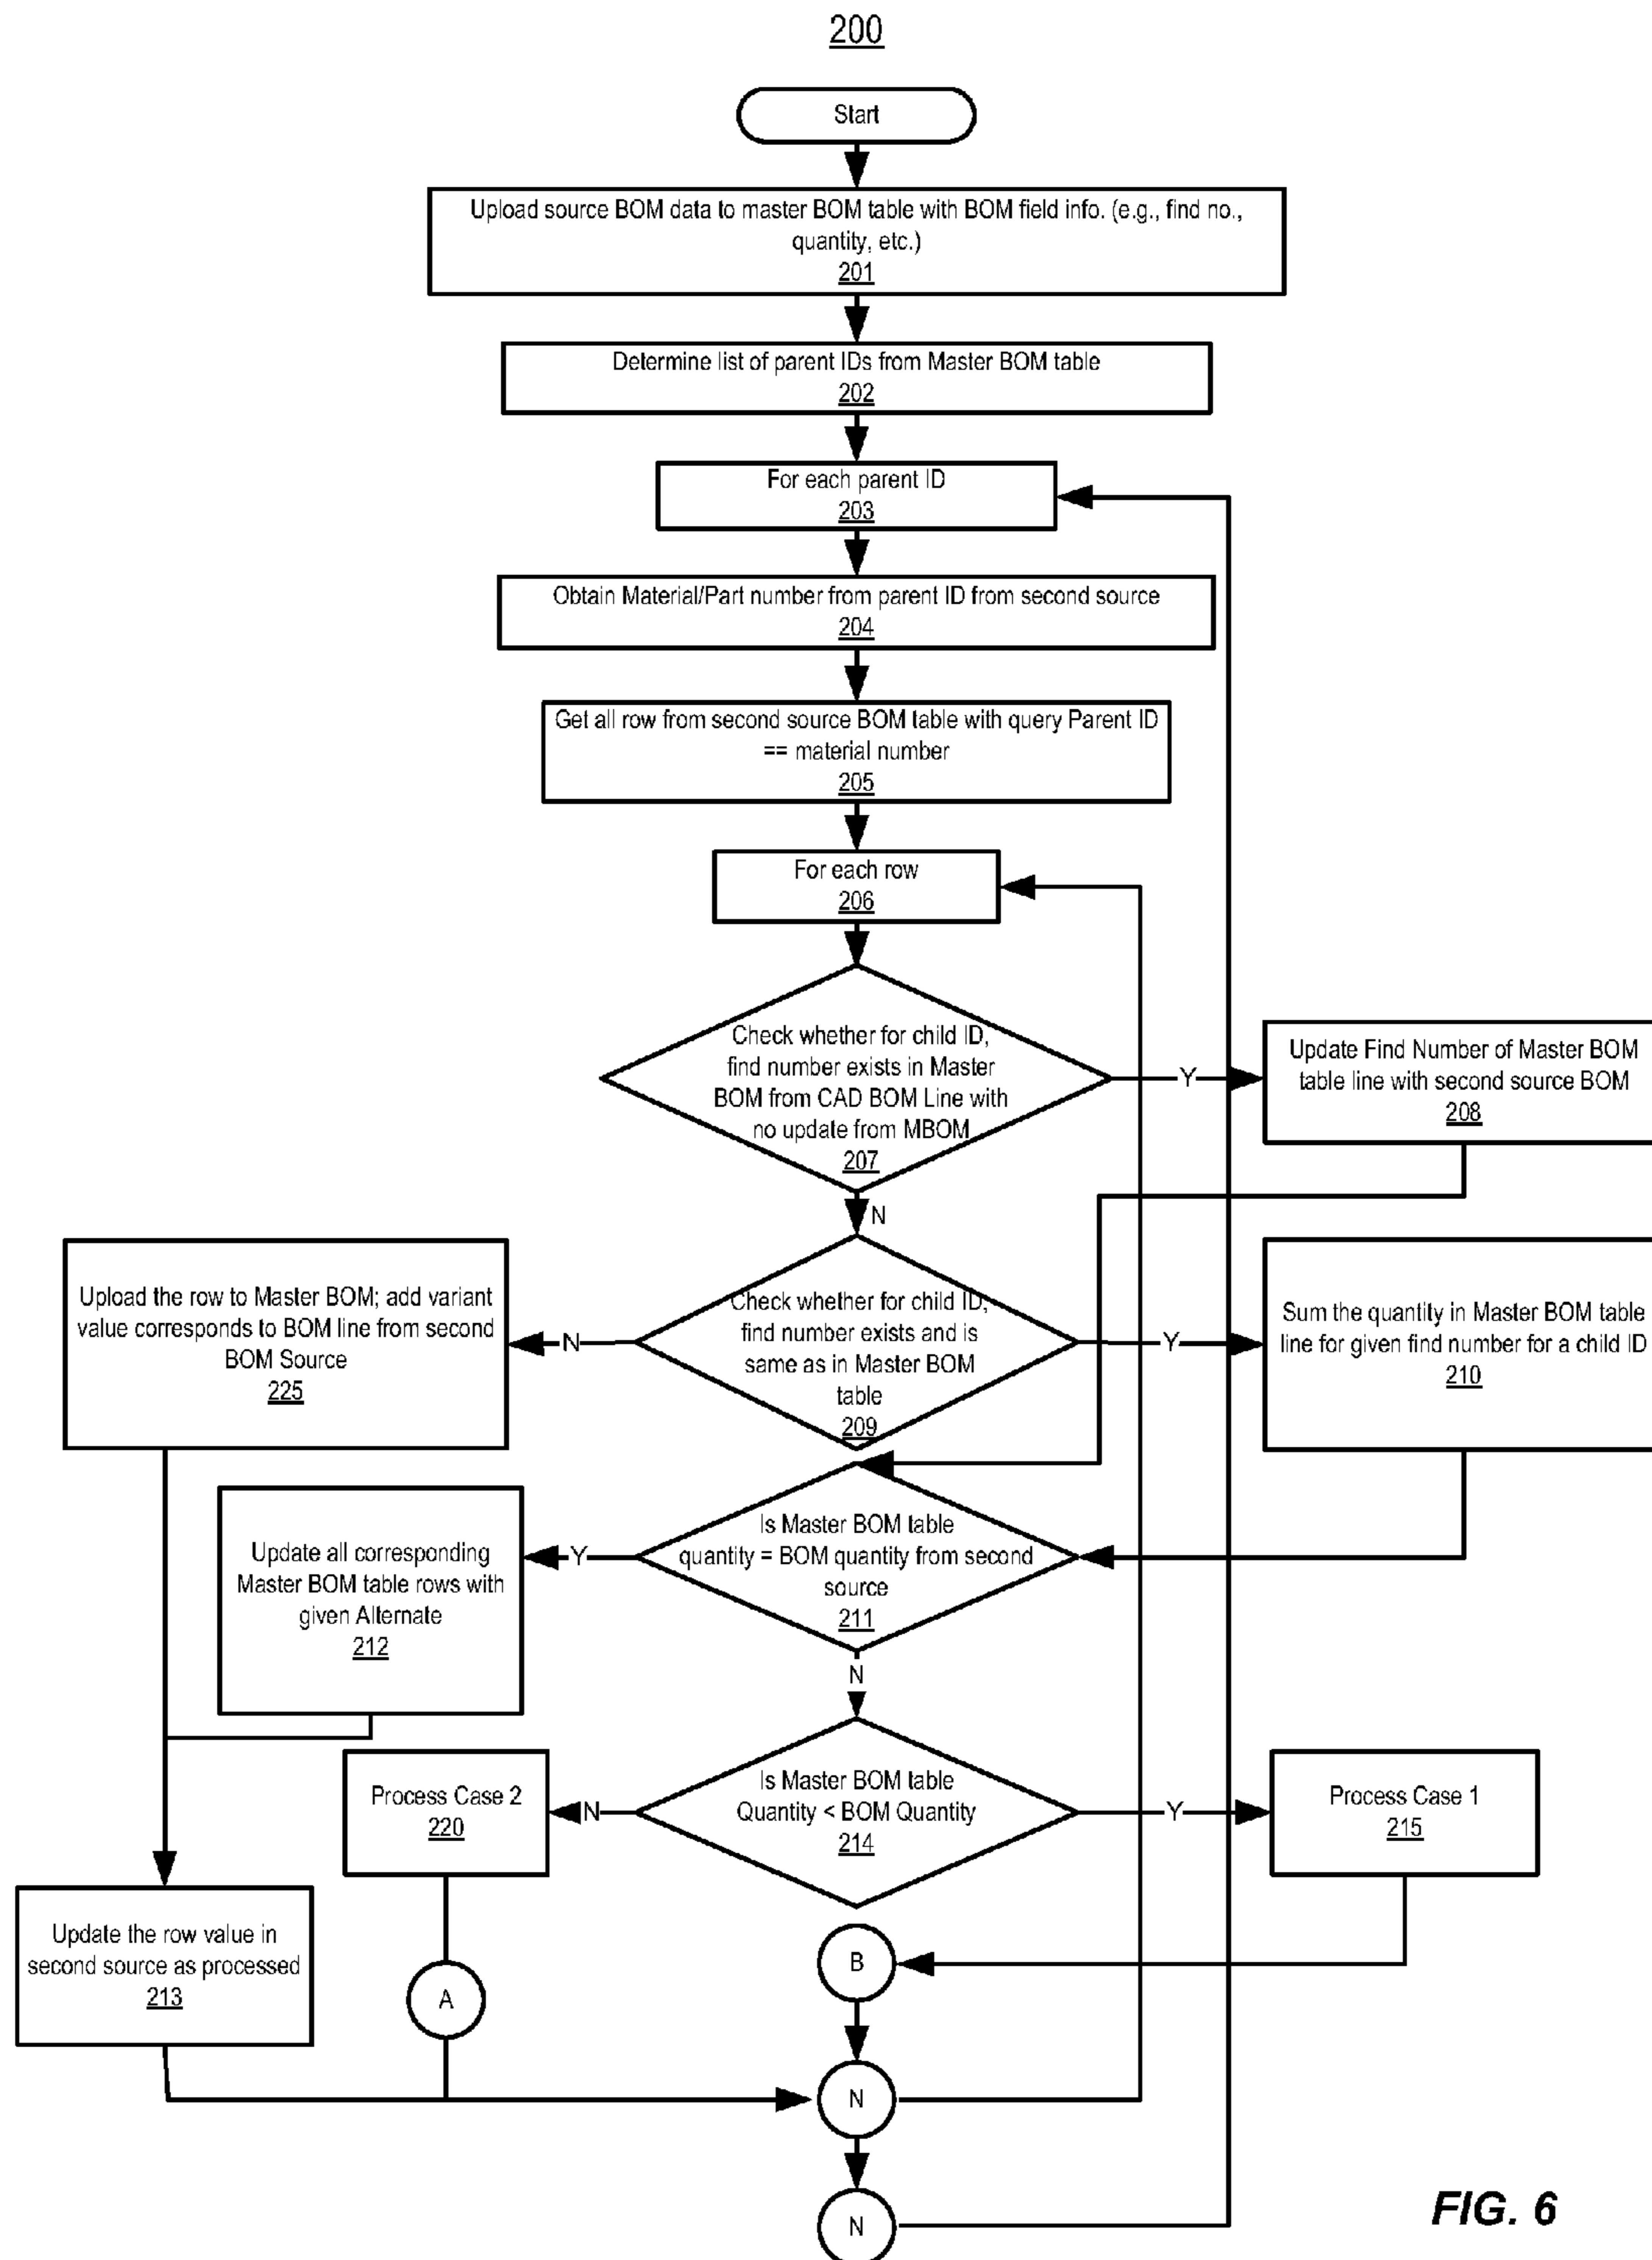 200
Start
Upload source BOM data to master BOM table with BOM field info. (e.g., find no.,
quantity, etc.)
201
Determine list of parent IDs from Master BOM table
202
For each parent ID
203
Obtain Material/Part number from parent ID from second source
204
Get all row from second source BOM table with query Parent ID
== material number
205
For each row
206
Check whether for child ID,
find number exists in Master
BOM from CAD BOM Line with
no update from MBOM
207
Y
Update Find Number of Master BOM
table line with second source BOM
208
N
Upload the row to Master BOM; add variant
value corresponds to BOM line from second
BOM Source
225
N
Check whether for child ID,
find number exists and is
same as in Master BOM
table
209
Y
Sum the quantity in Master BOM table
line for given find number for a child ID
210
Update all corresponding
Master BOM table rows with
given Alternate
212
Y
Is Master BOM table
quantity = BOM quantity from second
source
211
N
Process Case 2
220
N
Is Master BOM table
Quantity < BOM Quantity
214
Y
Process Case 1
215
Update the row value in
second source as processed
213
A
B
N
N
FIG. 6